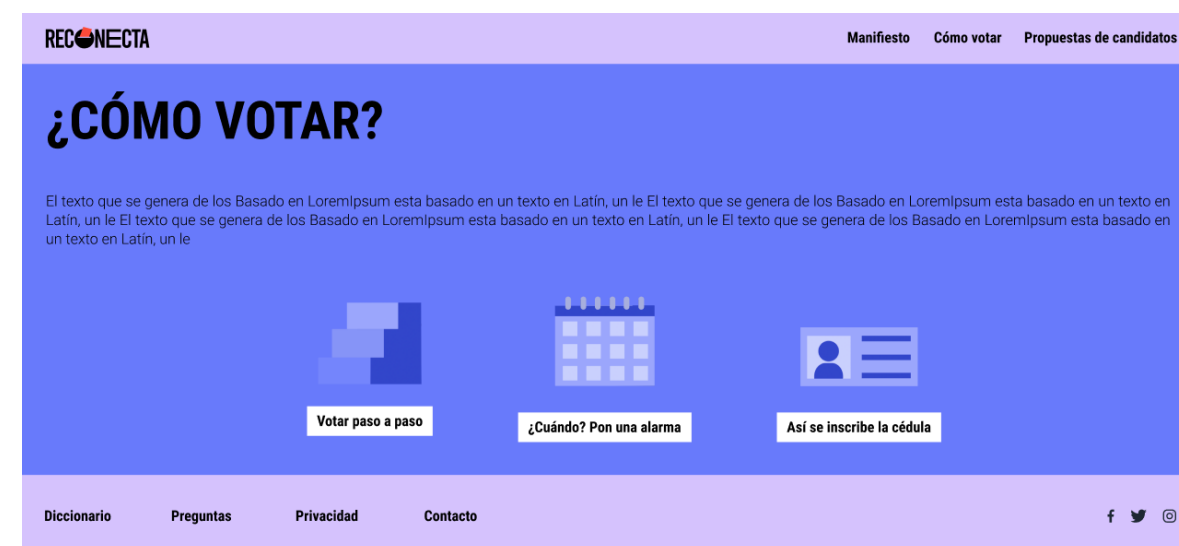 RECONECTA
Manifiesto Cómo votar Propuestas de candidatos
¿CÓMO VOTAR?
El texto que se genera de los Basado en LoremIpsum esta basado en un texto en Latín, un le El texto que se genera de los Basado en LoremIpsum esta basado en un texto en
Latín, un le El texto que se genera de los Basado en LoremIpsum esta basado en un texto en Latín, un le El texto que se genera de los Basado en LoremIpsum esta basado en
un texto en Latín, un le
Votar paso a paso
¿Cuándo? Pon una alarma
Así se inscribe la cédula
Diccionario Preguntas Privacidad Contacto